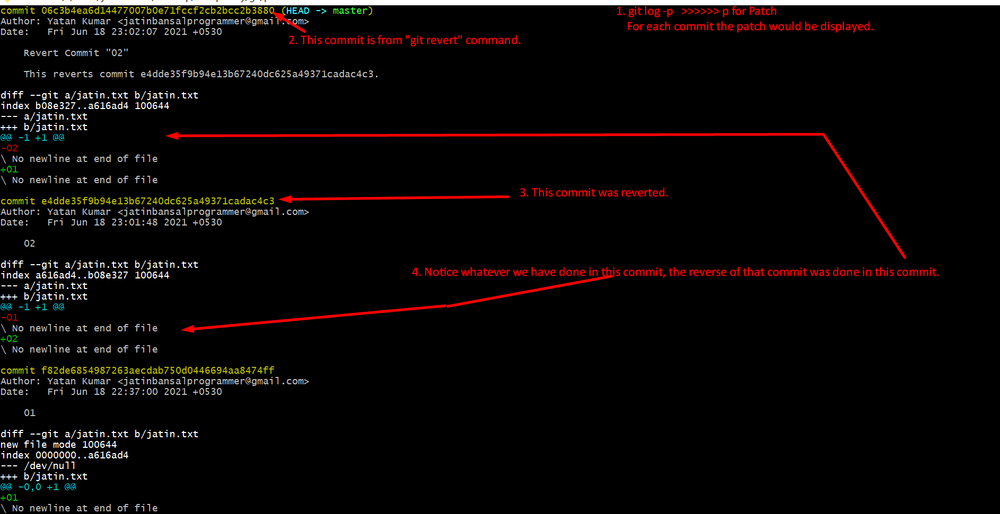 commit 06c3b4ea6d14477007b0e71fccf2cb2bcc2b3880 (HEAD -> master)
1. git log -p >>>>>> p for Patch
Author: Yatan Kumar <jatinbansalprogrammer@gmail.com>
For each commit the patch would be displayed.
Date:   Fri Jun 18 23:02:07 2021 +0530
2. This commit is from "git revert" command.
Revert Commit "02"
This reverts commit e4dde35f9b94e13b67240dc625a49371cadac4c3.
diff --git a/jatin.txt b/jatin.txt
index b08e327..a616ad4 100644
--- a/jatin.txt
+++ b/jatin.txt
@@ -1 +1 @@
-02
\ No newline at end of file
+01
\ No newline at end of file
3. This commit was reverted.
commit e4dde35f9b94e13b67240dc625a49371cadac4c3
Author: Yatan Kumar <jatinbansalprogrammer@gmail.com>
Date:   Fri Jun 18 23:01:48 2021 +0530
02
diff --git a/jatin.txt b/jatin.txt
index a616ad4..b08e327 100644
4. Notice whatever we have done in this commit, the reverse of that commit was done in this commit.
--- a/jatin.txt
+++ b/jatin.txt
@@ -1 +1 @@
-01
\ No newline at end of file
+02
\ No newline at end of file
commit f82de6854987263aecdab750d0446694aa8474ff
Author: Yatan Kumar <jatinbansalprogrammer@gmail.com>
Date:   Fri Jun 18 22:37:00 2021 +0530
01
diff --git a/jatin.txt b/jatin.txt
new file mode 100644
index 0000000..a616ad4
--- /dev/null
+++ b/jatin.txt
@@ -0,0 +1 @@
+01
\ No newline at end of file